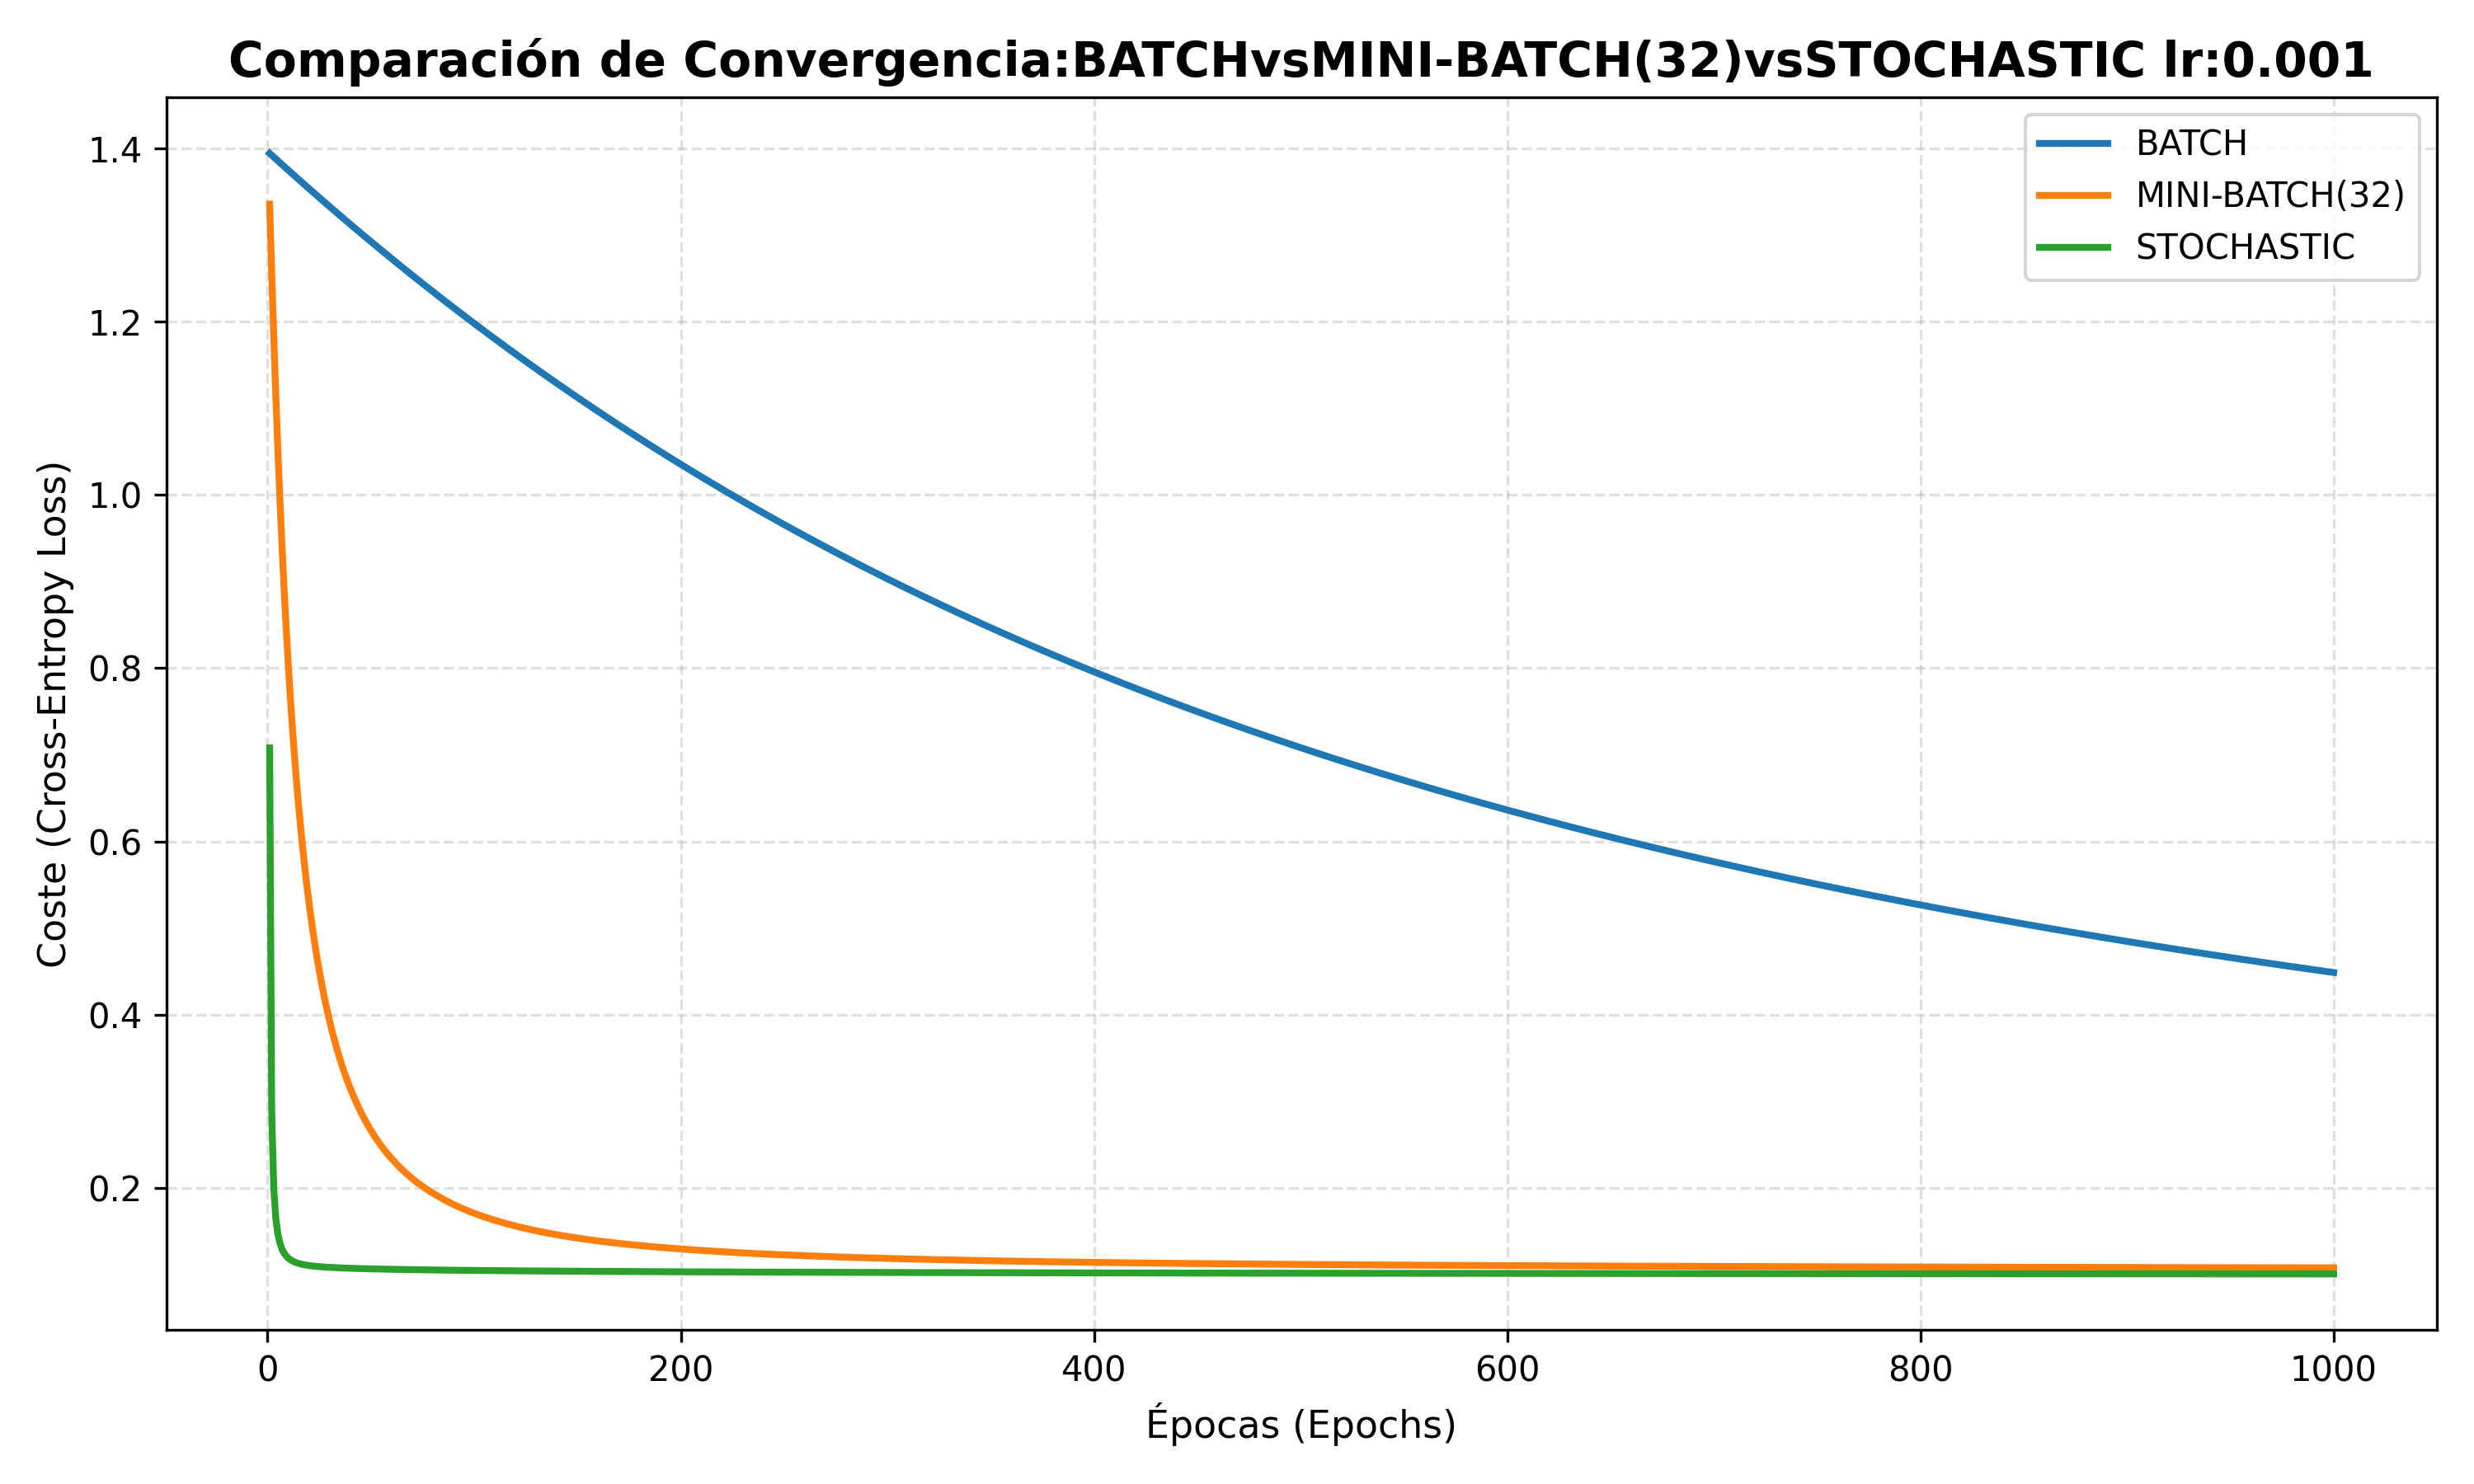 Comparación de Convergencia:BATCHvsMINI-BATCH(32)vsSTOCHASTIC lr:0.001
BATCH
MINI-BATCH(32)
STOCHASTIC
Coste (Cross-Entropy Loss)
1.4
1.2
1.0
0.8
0.6
0.4
0.2
0 200 400 600 800 1000
Épocas (Epochs)